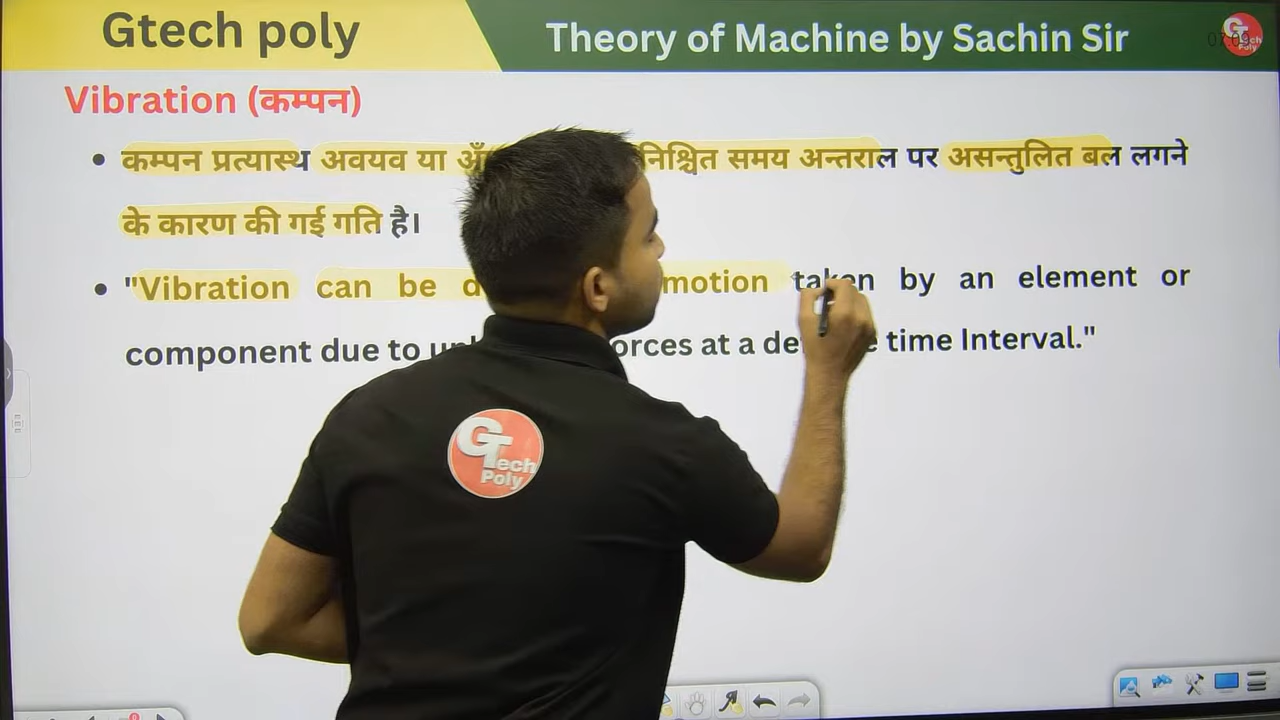 Gtech poly
Theory of Machine by Sachin Sir
Vibration (कम्पन)
• कम्पन प्रत्यास्थ अवयव या निश्चित समय अन्तराल पर असन्तुलित बल लगने
के कारण की गई गति है।
• "Vibration can be motion taken by an element or
component due to at a time Interval."
GTech
Poly